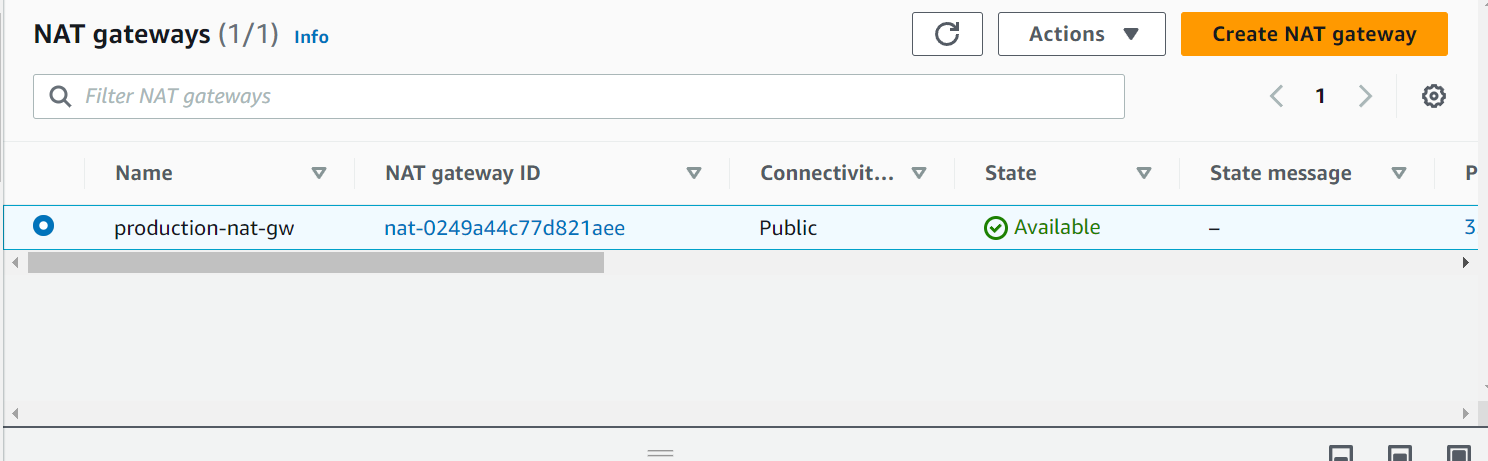 NAT gateways (1/1) Info
Actions
Create NAT gateway
Filter NAT gateways
1
Name NAT gateway ID Connectivit... State State message P
production-nat-gw nat-0249a44c77d821aee Public Available – 3